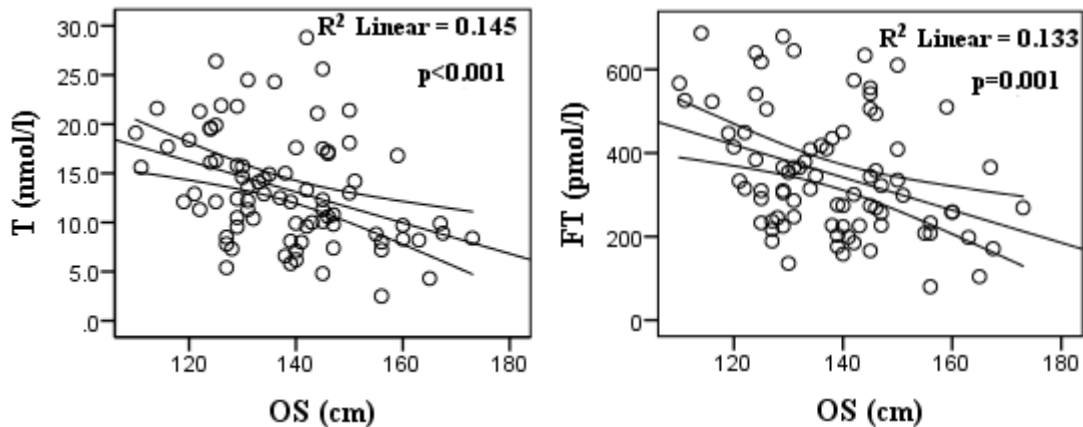 R² Linear = 0.145
p<0.001
T (nmol/l)
30.0
25.0
20.0
15.0
10.0
5.0
.0
120
140
160
180
OS (cm)
R² Linear = 0.133
p=0.001
FT (pmol/l)
600
400
200
0
120
140
160
180
OS (cm)